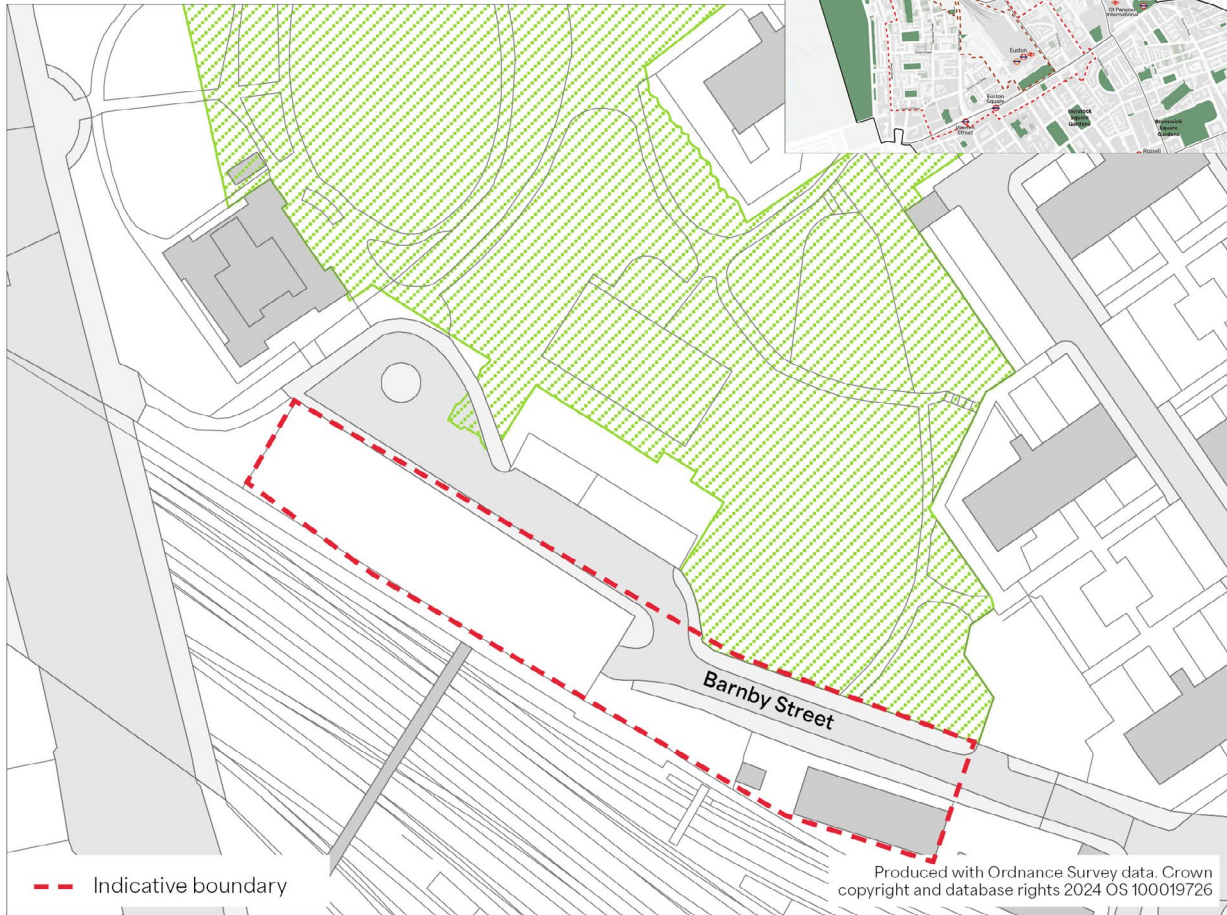 St Pancras
International
Euston
Euston
Square
Warren
Street
Tavistock
Square
Gardens
Brunswick
Square
Gardens
Russell
Barnby Street
Indicative boundary
Produced with Ordnance Survey data. Crown
copyright and database rights 2024 OS 100019726